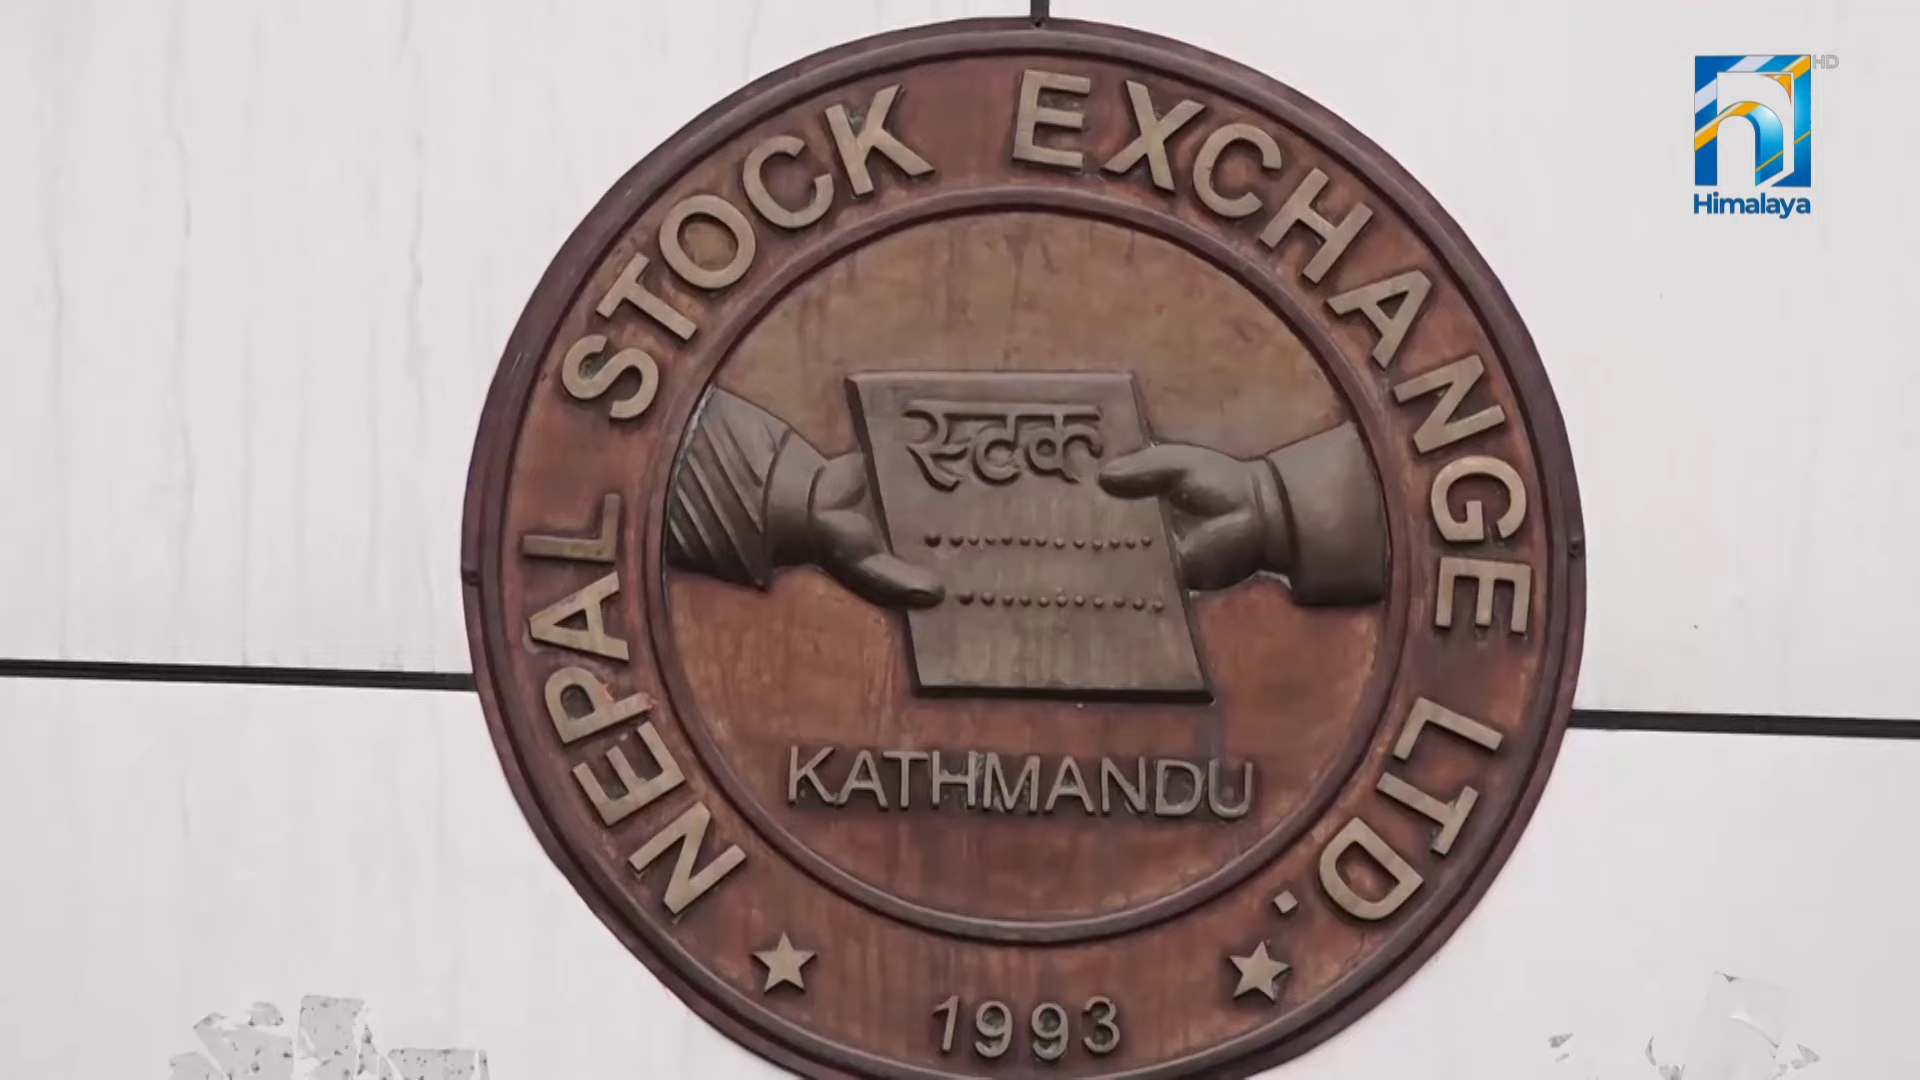 NEPAL STOCK EXCHANGE LTD.
स्टक
KATHMANDU
1993
HD
Himalaya